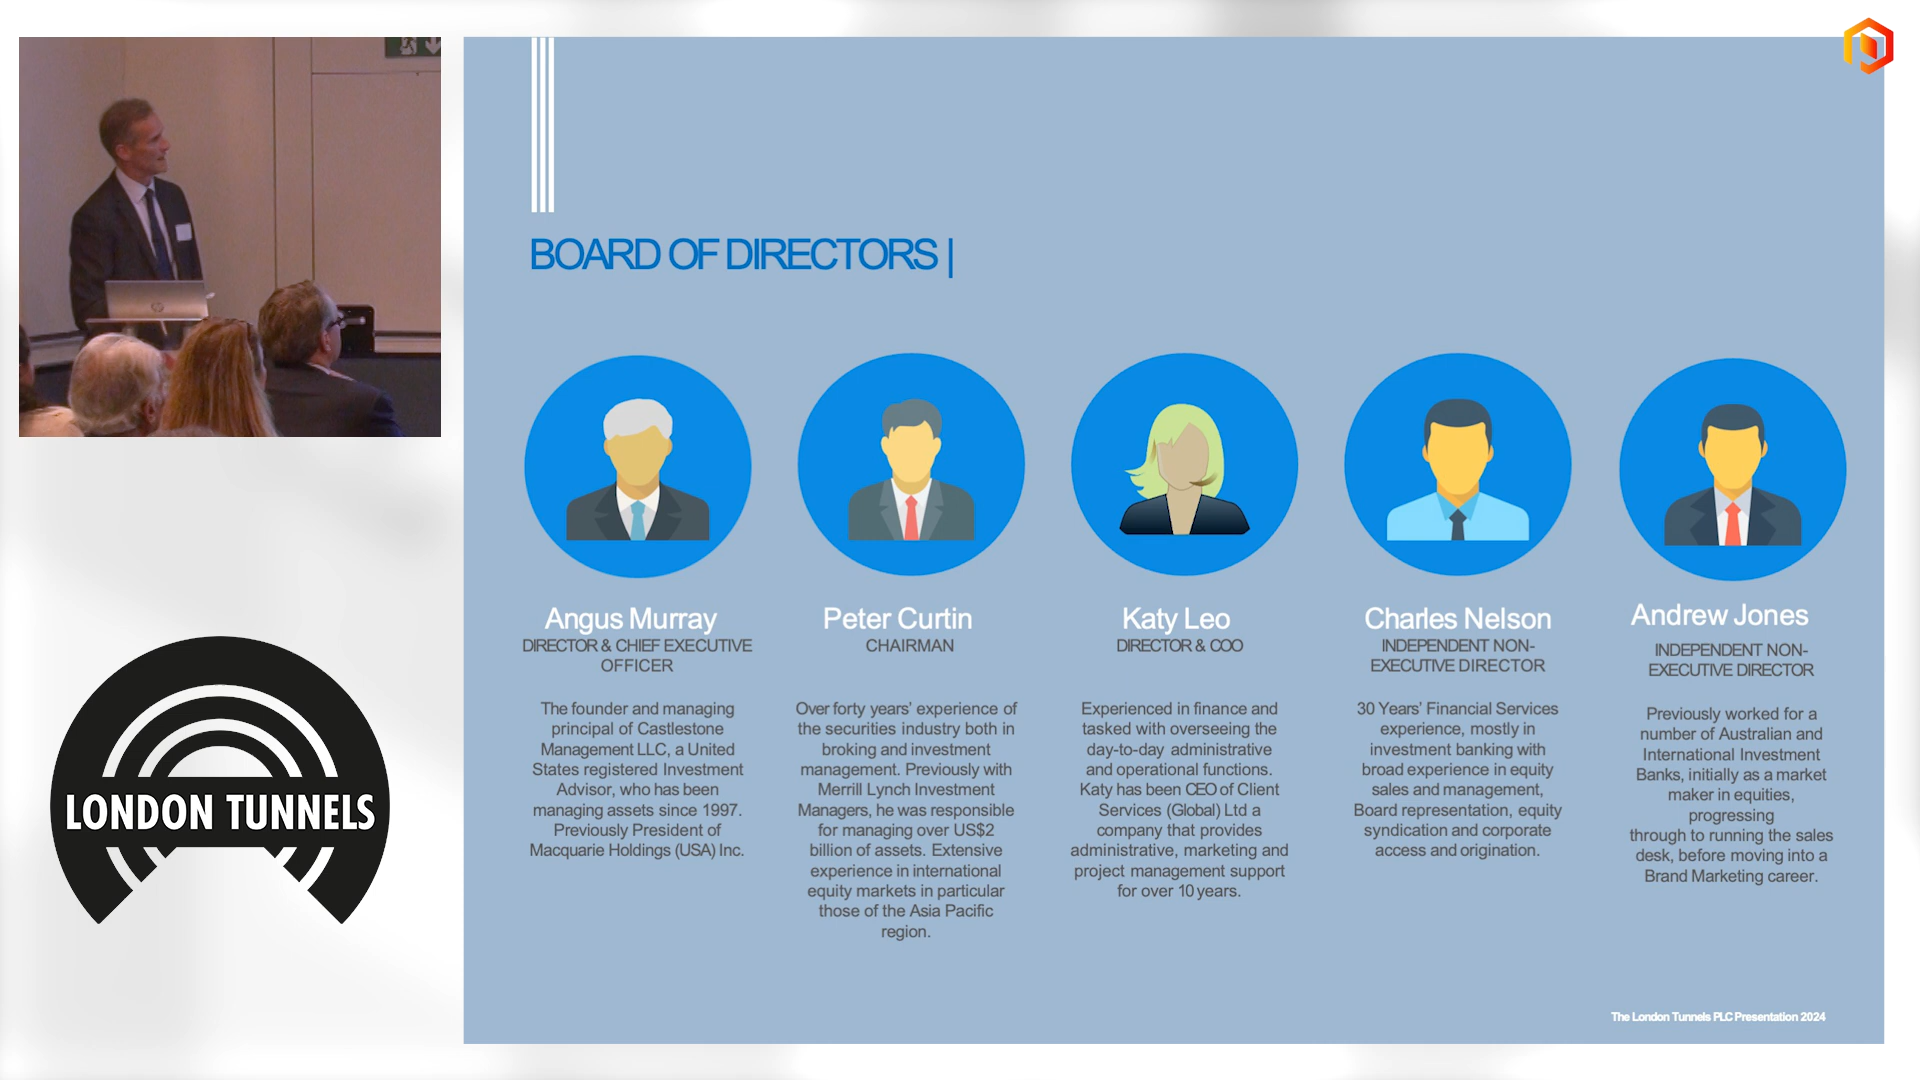 LONDON TUNNELS
BOARD OF DIRECTORS |
Angus Murray
DIRECTOR & CHIEF EXECUTIVE
OFFICER
The founder and managing
principal of Castlestone
Management LLC, a United
States registered Investment
Advisor, who has been
managing assets since 1997.
Previously President of
Macquarie Holdings (USA) Inc.
Peter Curtin
CHAIRMAN
Over forty years' experience of
the securities industry both in
broking and investment
management. Previously with
Merrill Lynch Investment
Managers, he was responsible
for managing over US$2
billion of assets. Extensive
experience in international
equity markets in particular
those of the Asia Pacific
region.
Katy Leo
DIRECTOR & COO
Experienced in finance and
tasked with overseeing the
day-to-day administrative
and operational functions.
Katy has been CEO of Client
Services (Global) Ltd a
company that provides
administrative, marketing and
project management support
for over 10 years.
Charles Nelson
INDEPENDENT NON-
EXECUTIVE DIRECTOR
30 Years' Financial Services
experience, mostly in
investment banking with
broad experience in equity
sales and management,
Board representation, equity
syndication and corporate
access and origination.
Andrew Jones
INDEPENDENT NON-
EXECUTIVE DIRECTOR
Previously worked for a
number of Australian and
International Investment
Banks, initially as a market
maker in equities,
progressing
through to running the sales
desk, before moving into a
Brand Marketing career.
The London Tunnels PLC Presentation 2024